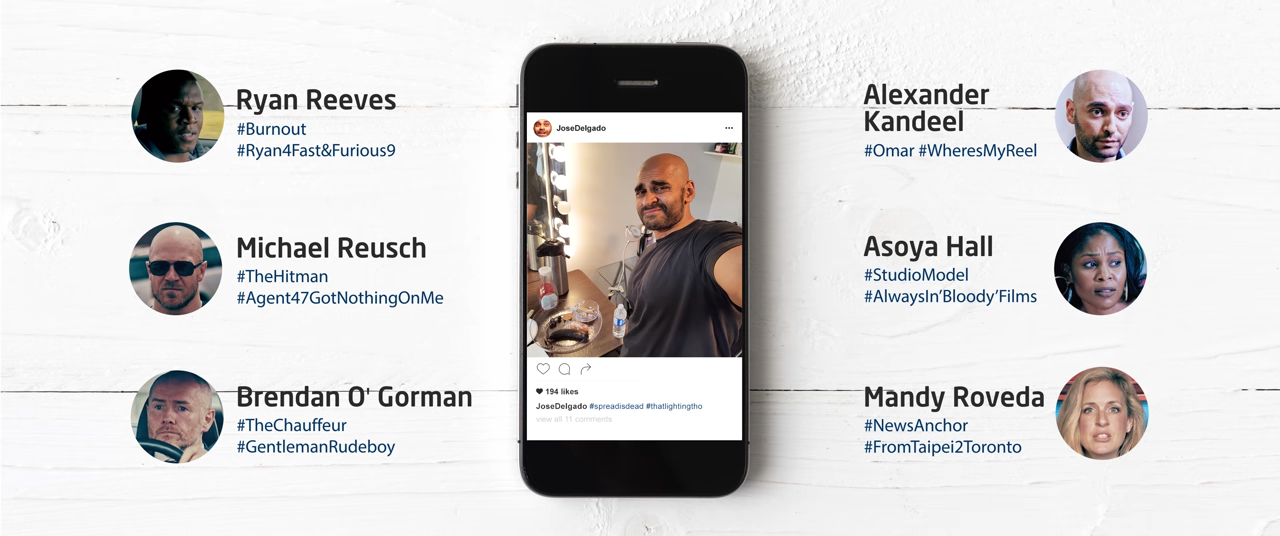 Ryan Reeves
#Burnout
#Ryan4Fast&Furious9
Michael Reusch
#TheHitman
#Agent47GotNothingOnMe
Brendan O' Gorman
#TheChauffeur
#GentlemanRudeboy
JoseDelgado
194 likes
JoseDelgado #spreadisdead #thatlightingtho
view all 11 comments
Alexander
Kandeel
#Omar #WheresMyReel
Asoya Hall
#StudioModel
#AlwaysIn'Bloody'Films
Mandy Roveda
#NewsAnchor
#FromTaipei2Toronto